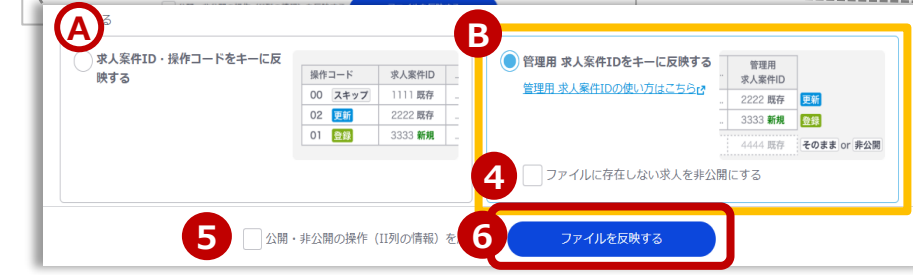 A
る
求人案件ID・操作コードをキーに反
映する
操作コード 求人案件ID ..
00 スキップ 1111 既存
02 更新 2222 既存
01 登録 3333 新規
B
管理用 求人案件IDをキーに反映する
管理用 求人案件IDの使い方はこちら
管理用
求人案件ID
2222 既存 更新
3333 新規 登録
4444 既存 そのまま or 非公開
4
ファイルに存在しない求人を非公開にする
5
公開・非公開の操作（II列の情報）を
6
ファイルを反映する